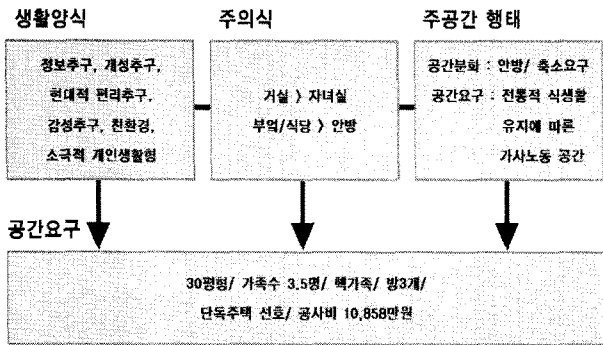 생활양식
주의식
주공간 행태
정보추구, 개성추구,
현대적 편리추구,
감성추구, 친환경,
소극적 개인생활형
거실 > 자녀실
부엌/식당 > 안방
공간분화 : 안방/ 축소요구
공간요구 : 전통적 식생활
유지에 따른
가사노동 공간
공간요구
30평형/ 가족수 3.5명/ 핵가족/ 방3개/
단독주택 선호/ 공사비 10,858만원